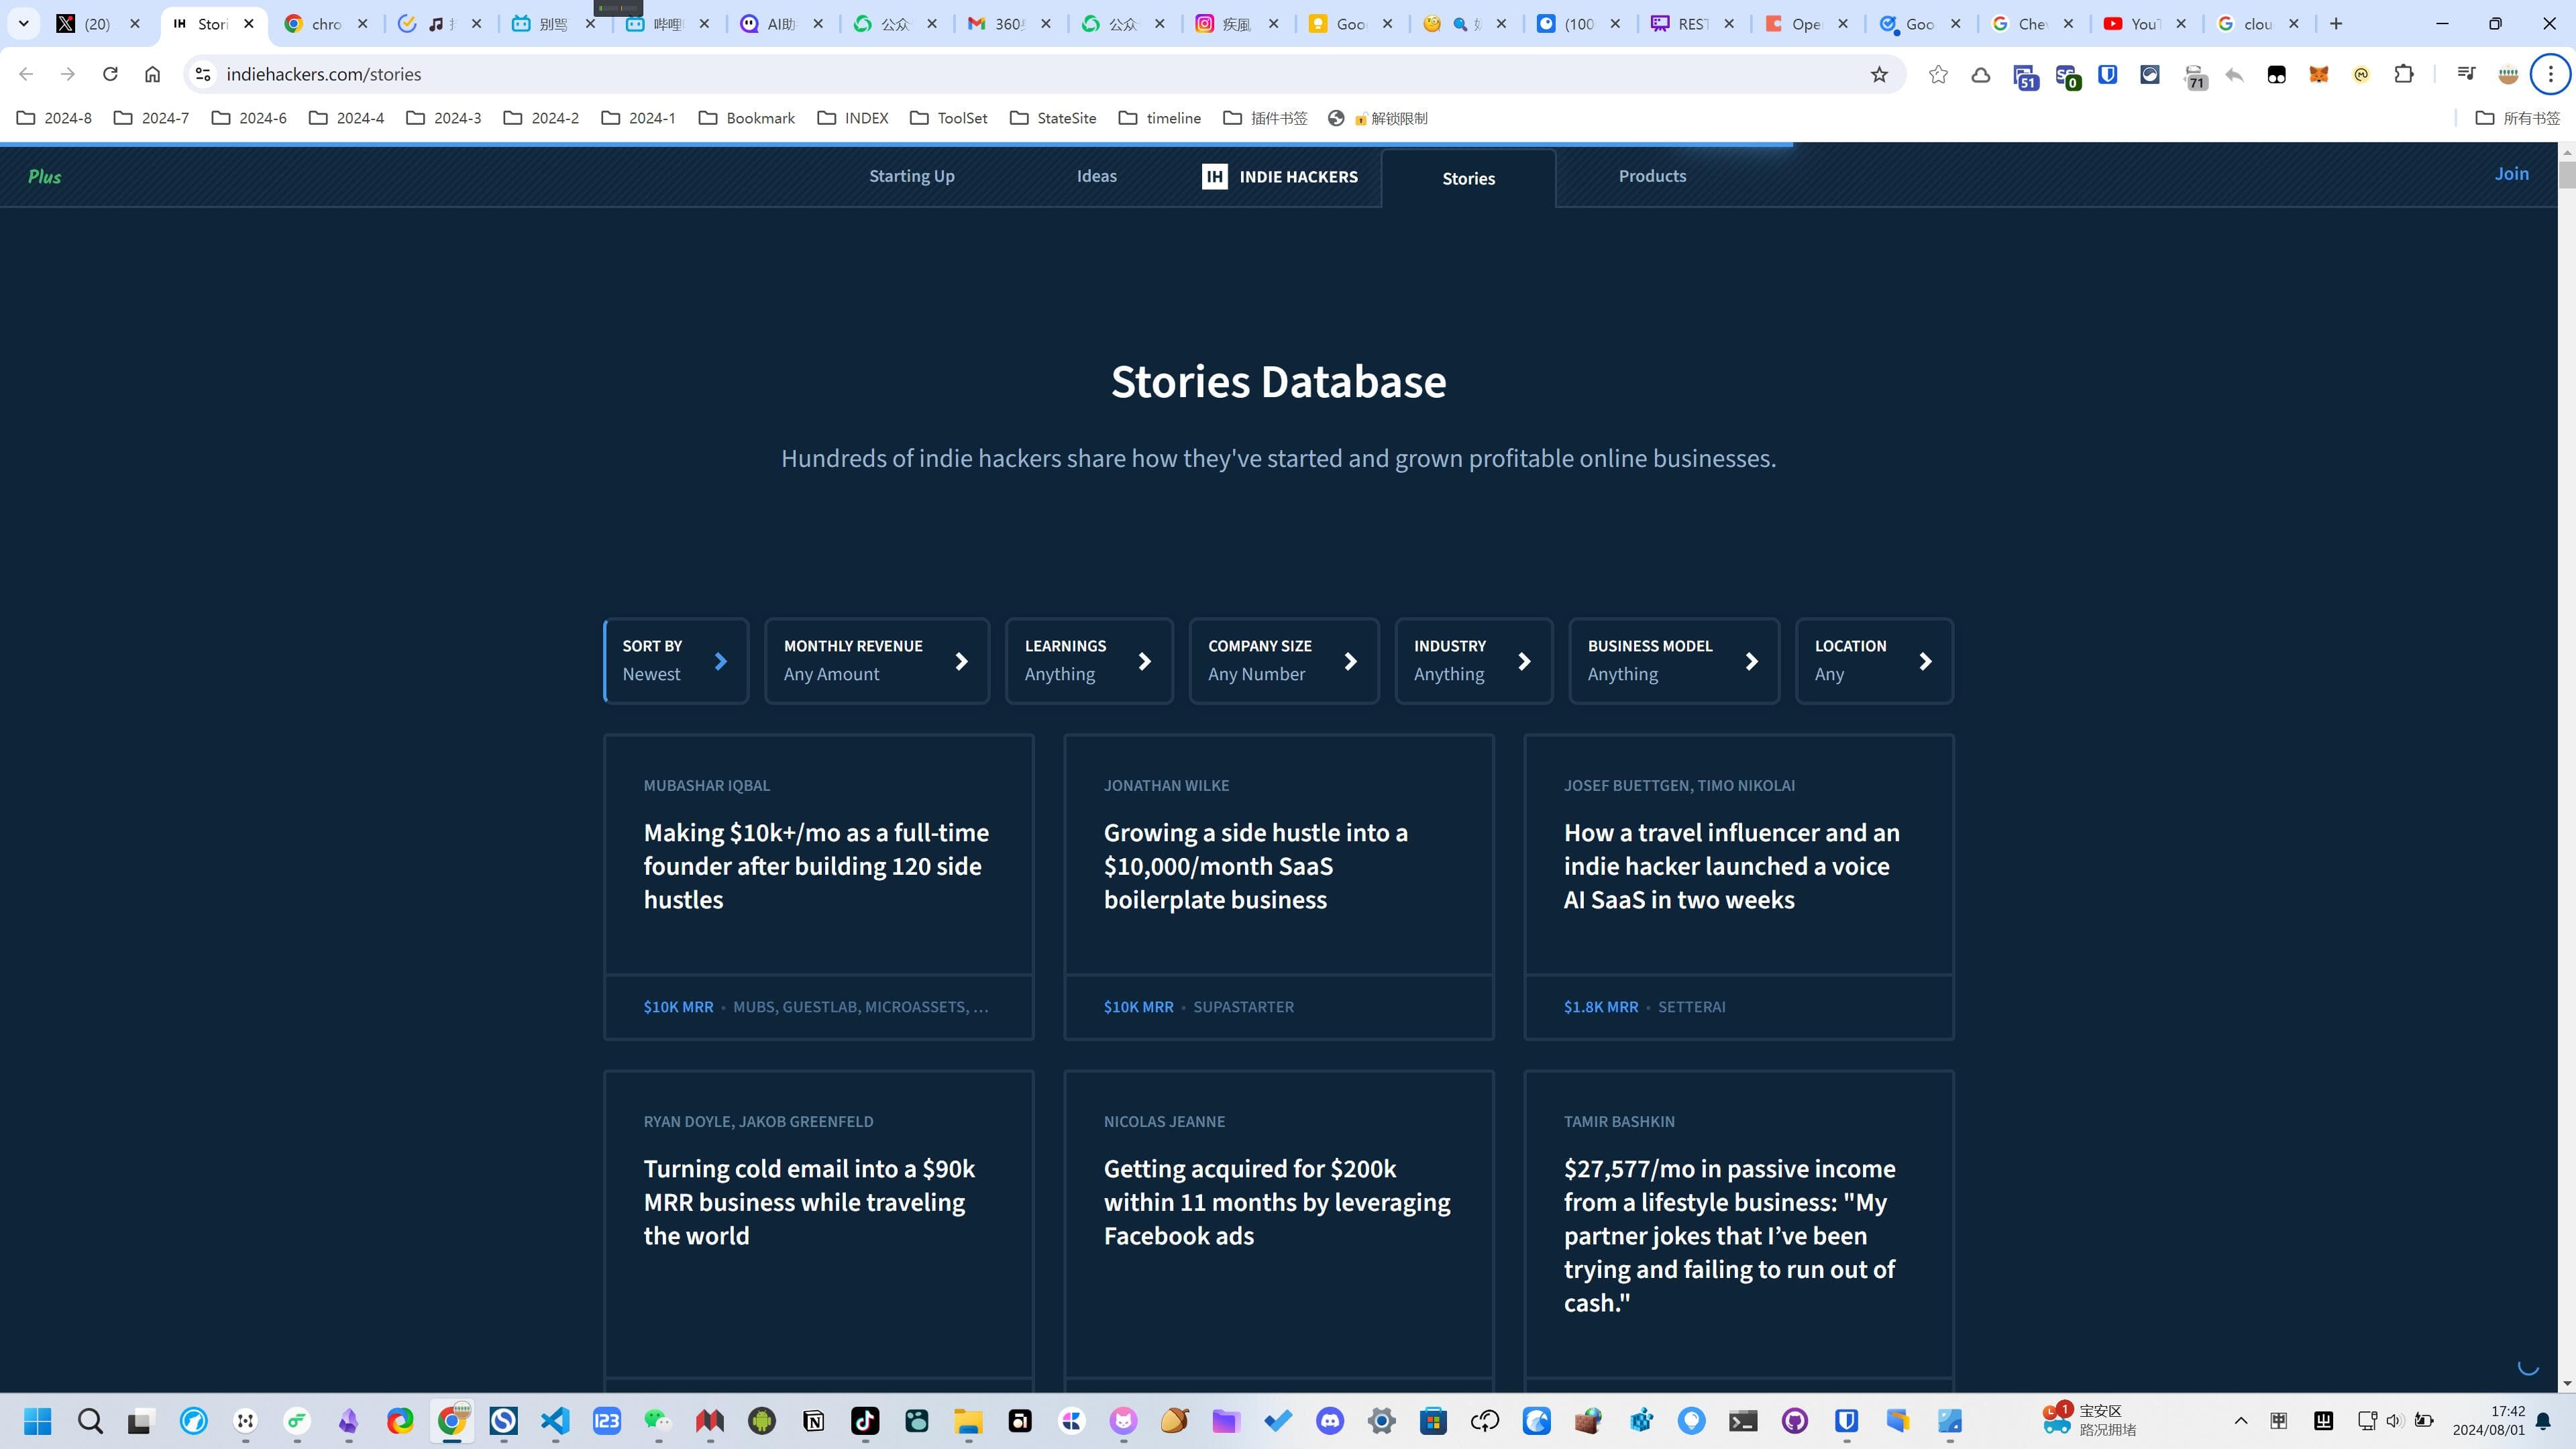 (20)
Stori
chro
别骂
哔哩
AI助
公众
360
公众
疾風
Goo
(100
REST
Ope
Goo
Che
You
clou
indiehackers.com/stories
51
0
71
2024-8
2024-7
2024-6
2024-4
2024-3
2024-2
2024-1
Bookmark
INDEX
ToolSet
StateSite
timeline
插件书签
解锁限制
所有书签
Plus
Starting Up
Ideas
IH INDIE HACKERS
Stories
Products
Join
Stories Database
Hundreds of indie hackers share how they've started and grown profitable online businesses.
SORT BY
Newest
MONTHLY REVENUE
Any Amount
LEARNINGS
Anything
COMPANY SIZE
Any Number
INDUSTRY
Anything
BUSINESS MODEL
Anything
LOCATION
Any
MUBASHAR IQBAL
Making $10k+/mo as a full-time
founder after building 120 side
hustles
$10K MRR • MUBS, GUESTLAB, MICROASSETS, ...
JONATHAN WILKE
Growing a side hustle into a
$10,000/month SaaS
boilerplate business
$10K MRR • SUPASTARTER
JOSEF BUETTGEN, TIMO NIKOLAI
How a travel influencer and an
indie hacker launched a voice
AI SaaS in two weeks
$1.8K MRR • SETTERAI
RYAN DOYLE, JAKOB GREENFELD
Turning cold email into a $90k
MRR business while traveling
the world
NICOLAS JEANNE
Getting acquired for $200k
within 11 months by leveraging
Facebook ads
TAMIR BASHKIN
$27,577/mo in passive income
from a lifestyle business: "My
partner jokes that I’ve been
trying and failing to run out of
cash."
123
1
宝安区
路况拥堵
17:42
2024/08/01